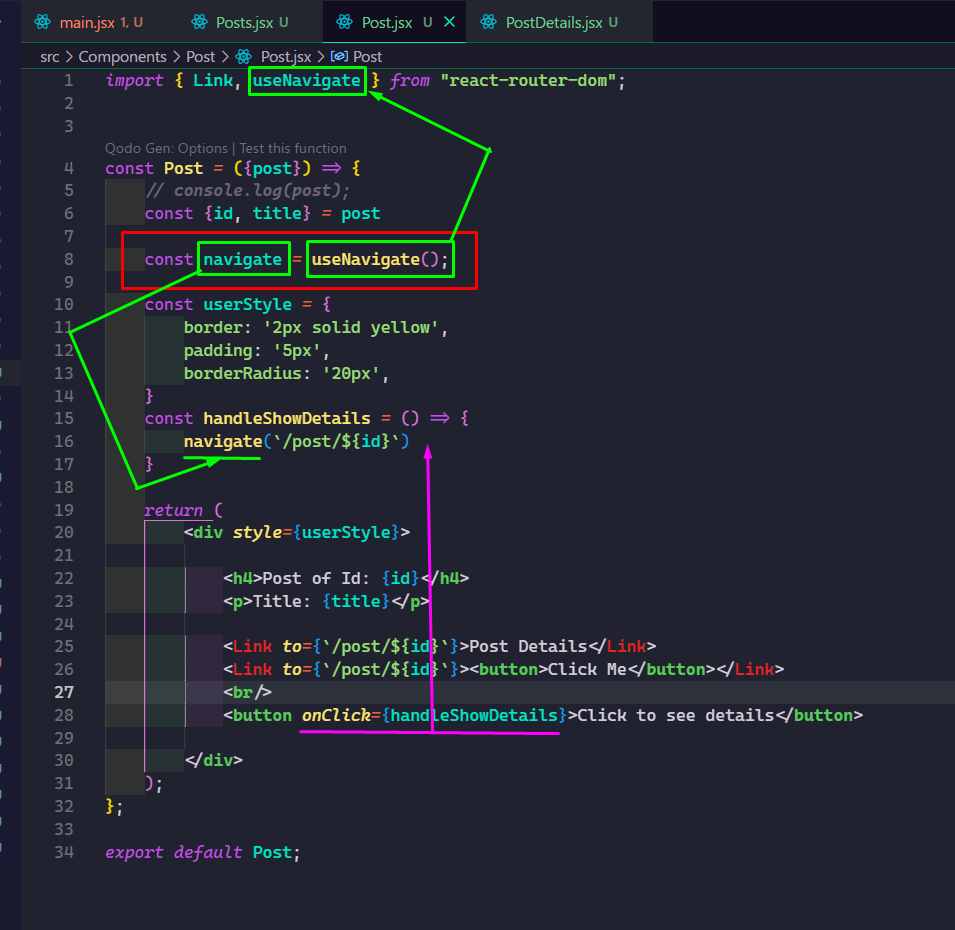 main.jsx 1, U Posts.jsx U Post.jsx U × PostDetails.jsx U
src > Components > Post > Post.jsx > Post
1 import { Link, useNavigate } from "react-router-dom";
2
3
Qodo Gen: Options | Test this function
4 const Post = ({post}) => {
5 // console.log(post);
6 const {id, title} = post
7
8 const navigate = useNavigate();
9
10 const userStyle = {
11 border: '2px solid yellow',
12 padding: '5px',
13 borderRadius: '20px',
14 }
15 const handleShowDetails = () => {
16 navigate(`/post/${id}`)
17 }
18
19 return (
20 <div style={userStyle}>
21
22 <h4>Post of Id: {id}</h4>
23 <p>Title: {title}</p>
24
25 <Link to={`/post/${id}`}>Post Details</Link>
26 <Link to={`/post/${id}`}><button>Click Me</button></Link>
27 <br/>
28 <button onClick={handleShowDetails}>Click to see details</button>
29
30 </div>
31 );
32 };
33
34 export default Post;